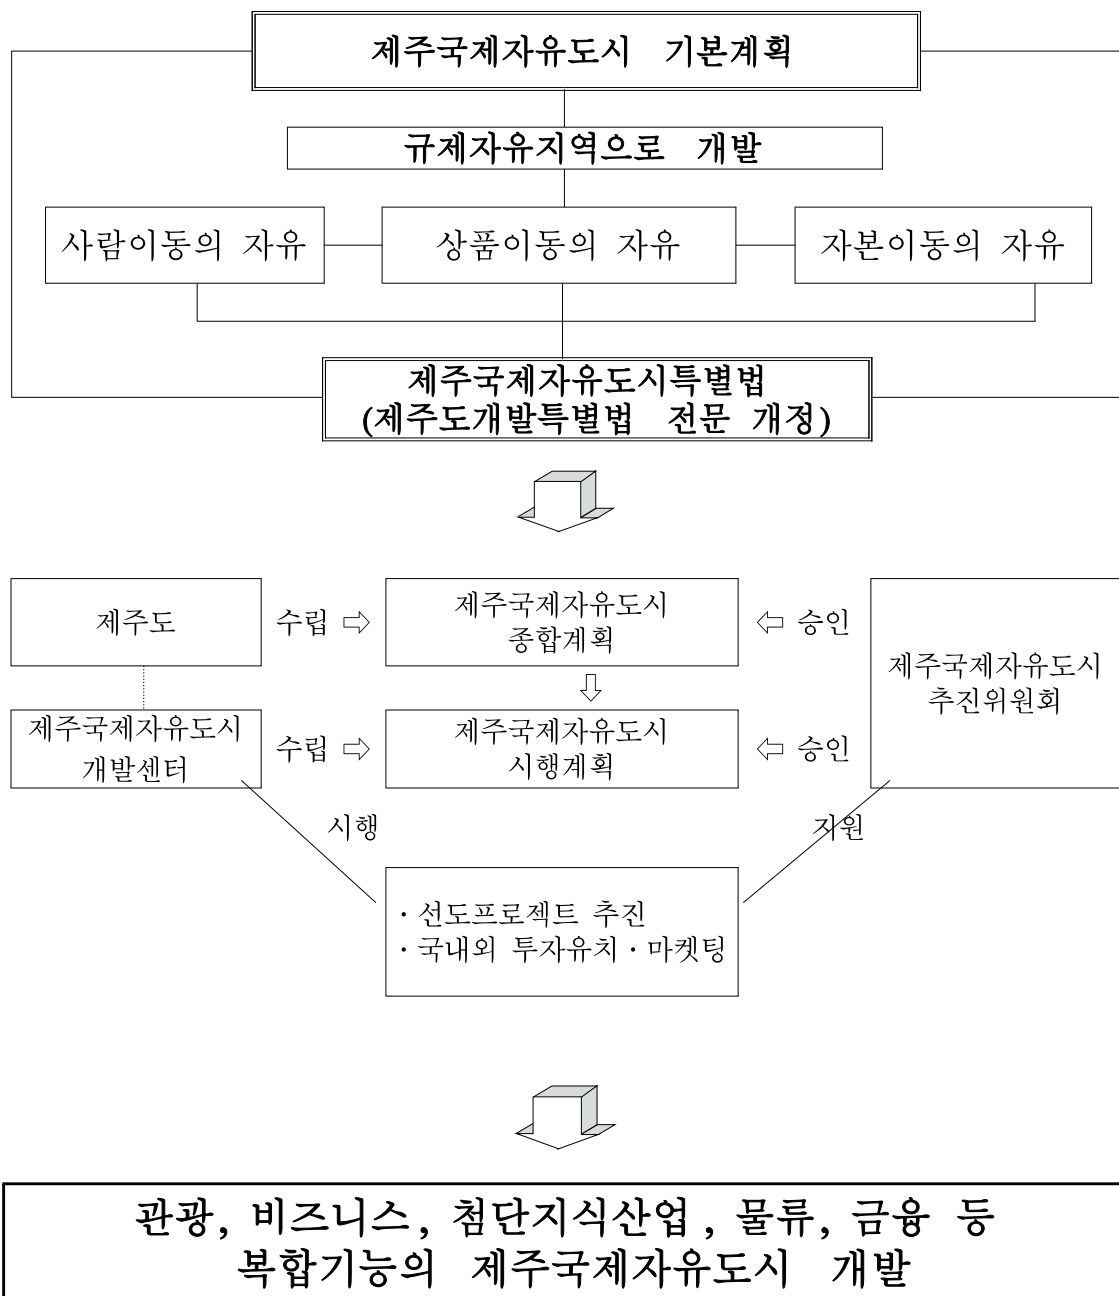 제주국제자유도시 기본계획
규제자유지역으로 개발
사람이동의 자유
상품이동의 자유
자본이동의 자유
제주국제자유도시특별법
(제주도개발특별법 전문 개정)
제주도
수립 ⇨
제주국제자유도시
종합계획
⇦ 승인
제주국제자유도시
추진위원회
제주국제자유도시
개발센터
수립 ⇨
제주국제자유도시
시행계획
⇦ 승인
시행
지원
· 선도프로젝트 추진
· 국내외 투자유치 · 마켓팅
관광, 비즈니스, 첨단지식산업, 물류, 금융 등
복합기능의 제주국제자유도시 개발